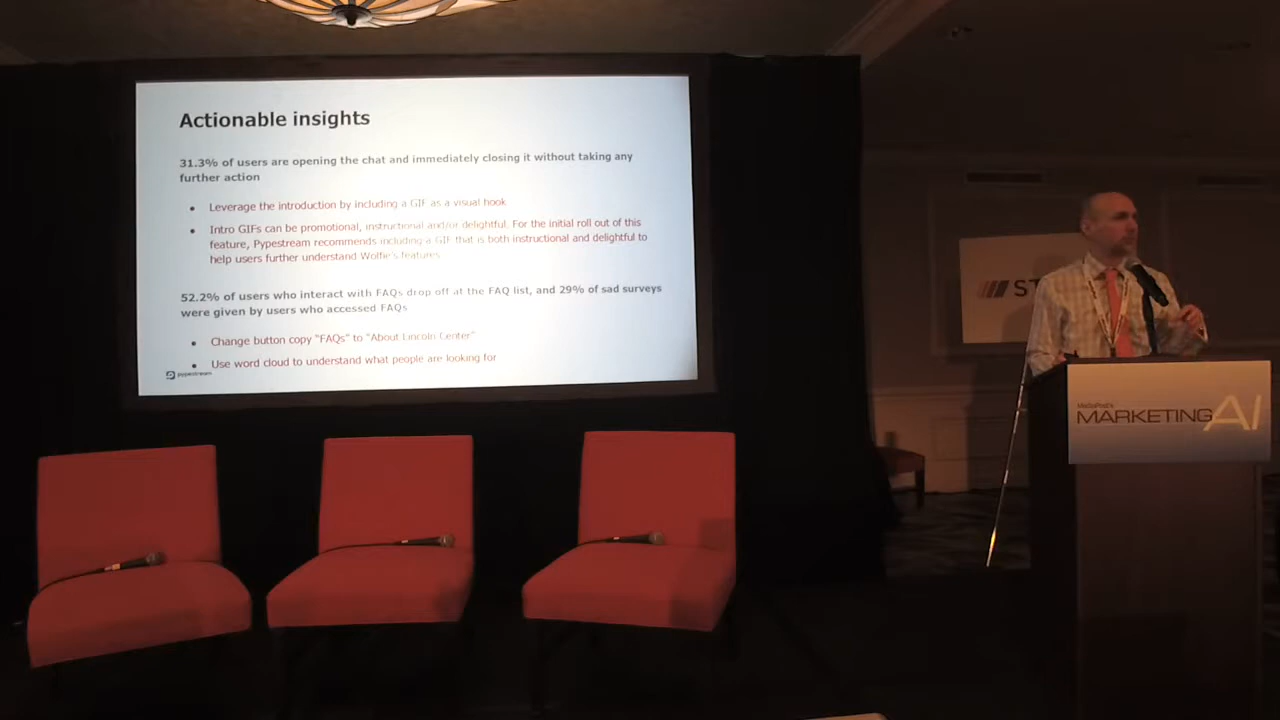 Actionable insights
31.3% of users are opening the chat and immediately closing it without taking any
further action
• Leverage the introduction by including a GIF as a visual hook
• Intro GIFs can be promotional, instructional and/or delightful. For the initial roll out of this
feature, Pypestream recommends including a GIF that is both instructional and delightful to
help users further understand Wolfie's features
52.2% of users who interact with FAQs drop off at the FAQ list, and 29% of sad surveys
were given by users who accessed FAQs
• Change button copy "FAQs" to "About Lincoln Center"
• Use word cloud to understand what people are looking for
pypestream
ST
MediaPost's
MARKETING AI